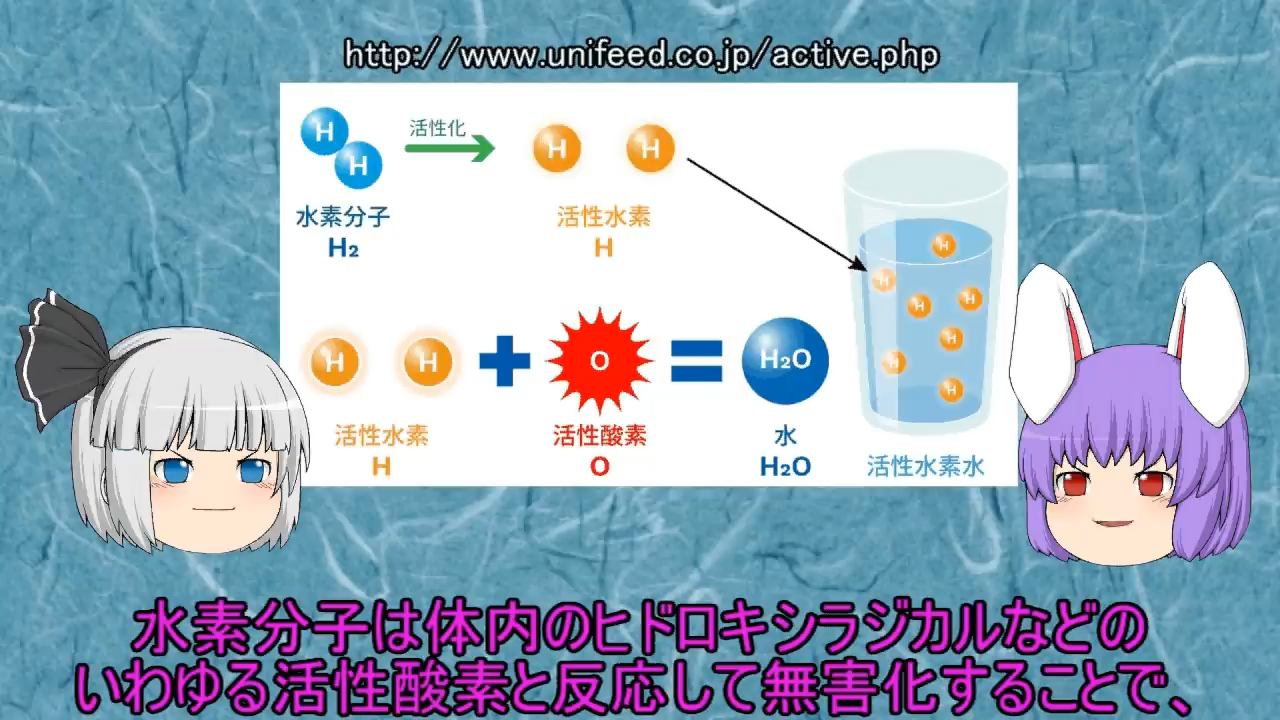 http://www.unifeed.co.jp/active.php
H
H
活性化
H H
水素分子
H2
活性水素
H
H
H
H
H
H
H
H
H H
O
H2O
活性水素
H
活性酸素
O
水
H2O
活性水素水
水素分子は体内のヒドロキシラジカルなどの
いわゆる活性酸素と反応して無害化することで、